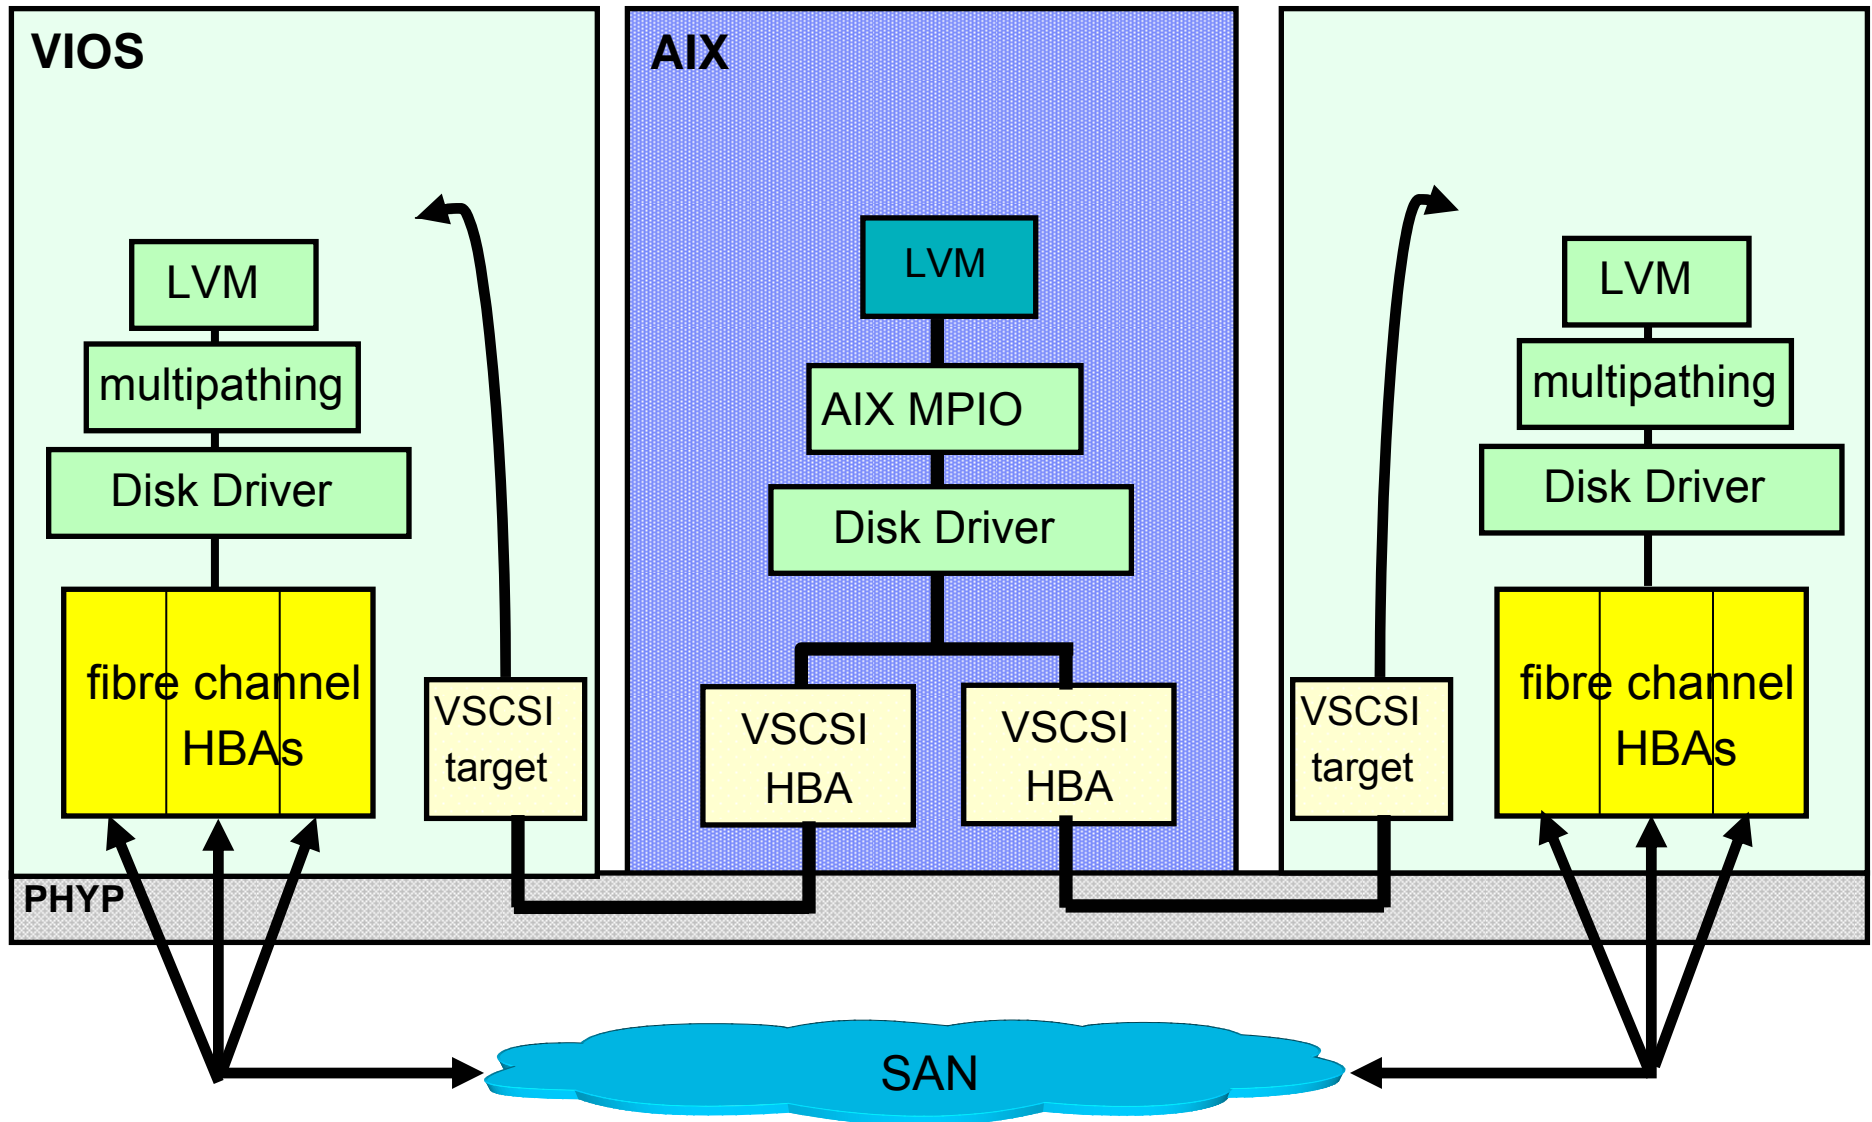 VIOS
LVM
multipathing
Disk Driver
fibre channel
HBAs
VSCSI
target
AIX
LVM
AIX MPIO
Disk Driver
VSCSI
HBA
VSCSI
HBA
LVM
multipathing
Disk Driver
VSCSI
target
fibre channel
HBAs
PHYP
SAN